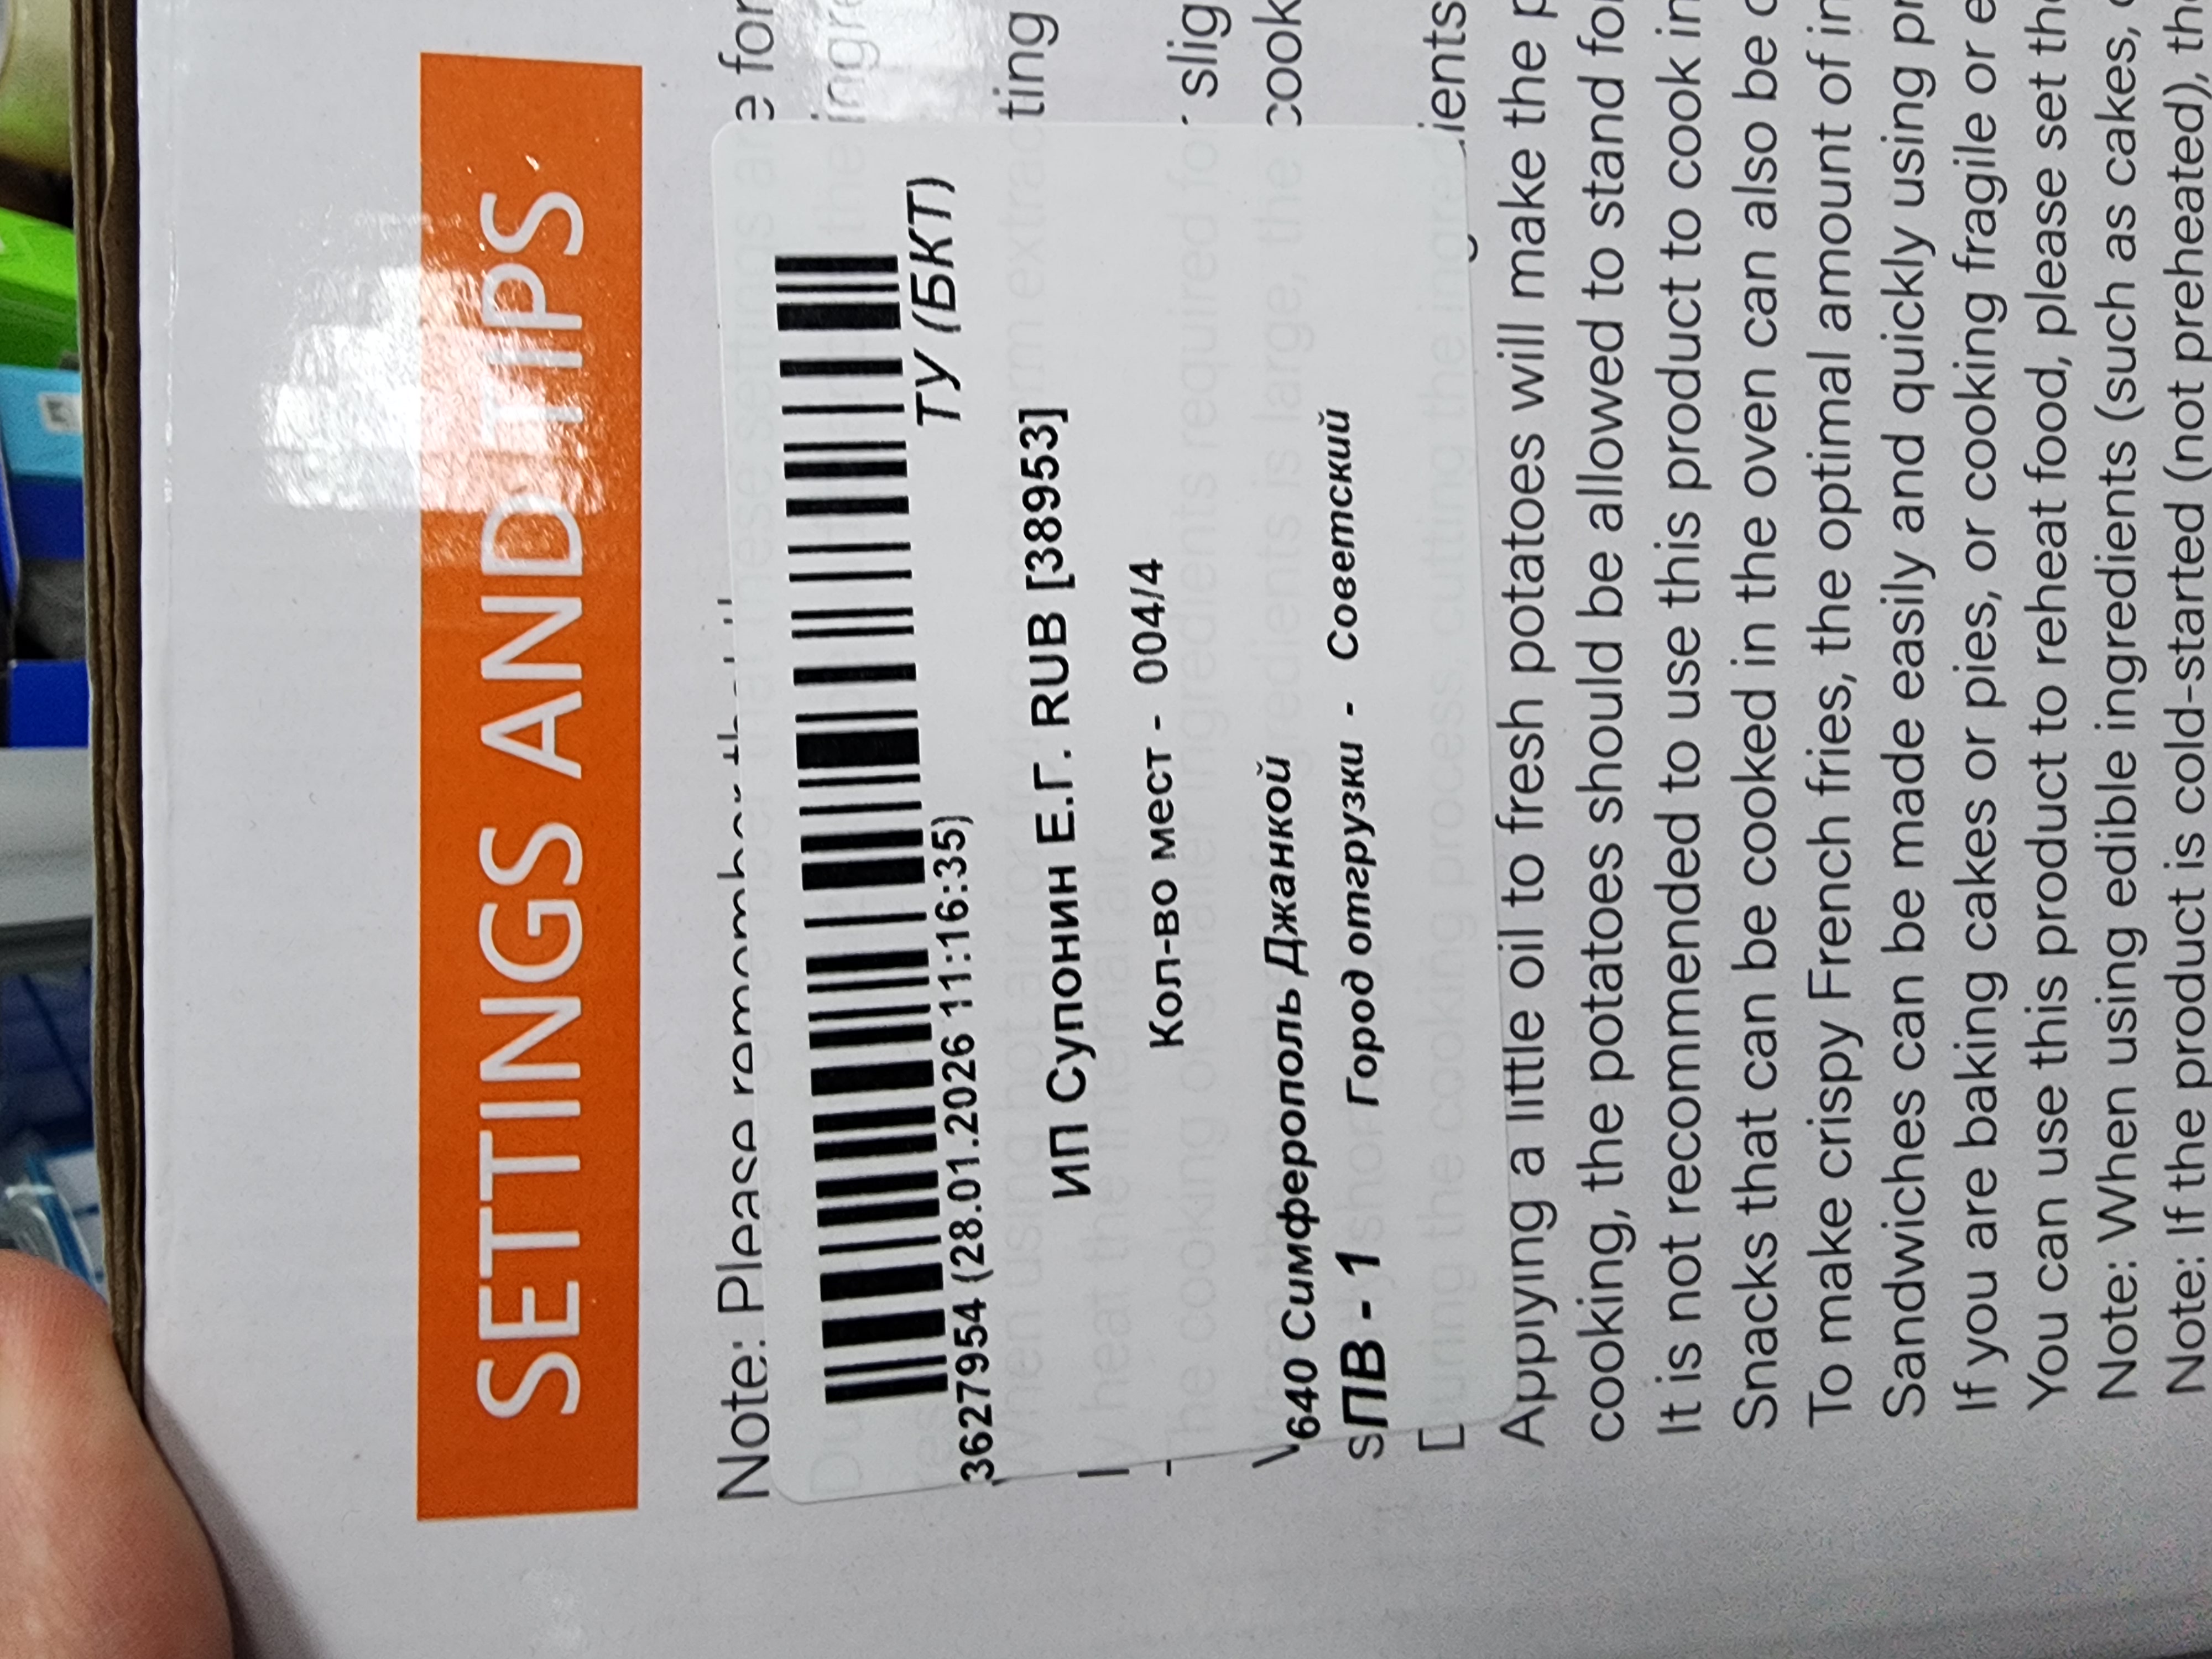 SETTINGS AND TIPS
Note: Please remember
ТУ (БКТ)
3627954 (28.01.2026 11:16:35)
ИП Супонин Е.Г. RUB [38953]
Кол-во мест - 004/4
640 Симферополь Джанкой
ПВ - 1 Город отгрузки - Советский
Applying a little oil to fresh potatoes will make the p
cooking, the potatoes should be allowed to stand for
It is not recommended to use this product to cook in
Snacks that can be cooked in the oven can also be c
To make crispy French fries, the optimal amount of in
Sandwiches can be made easily and quickly using pr
If you are baking cakes or pies, or cooking fragile or e
You can use this product to reheat food, please set the
Note: When using edible ingredients (such as cakes,
Note: If the product is cold-started (not preheated), the